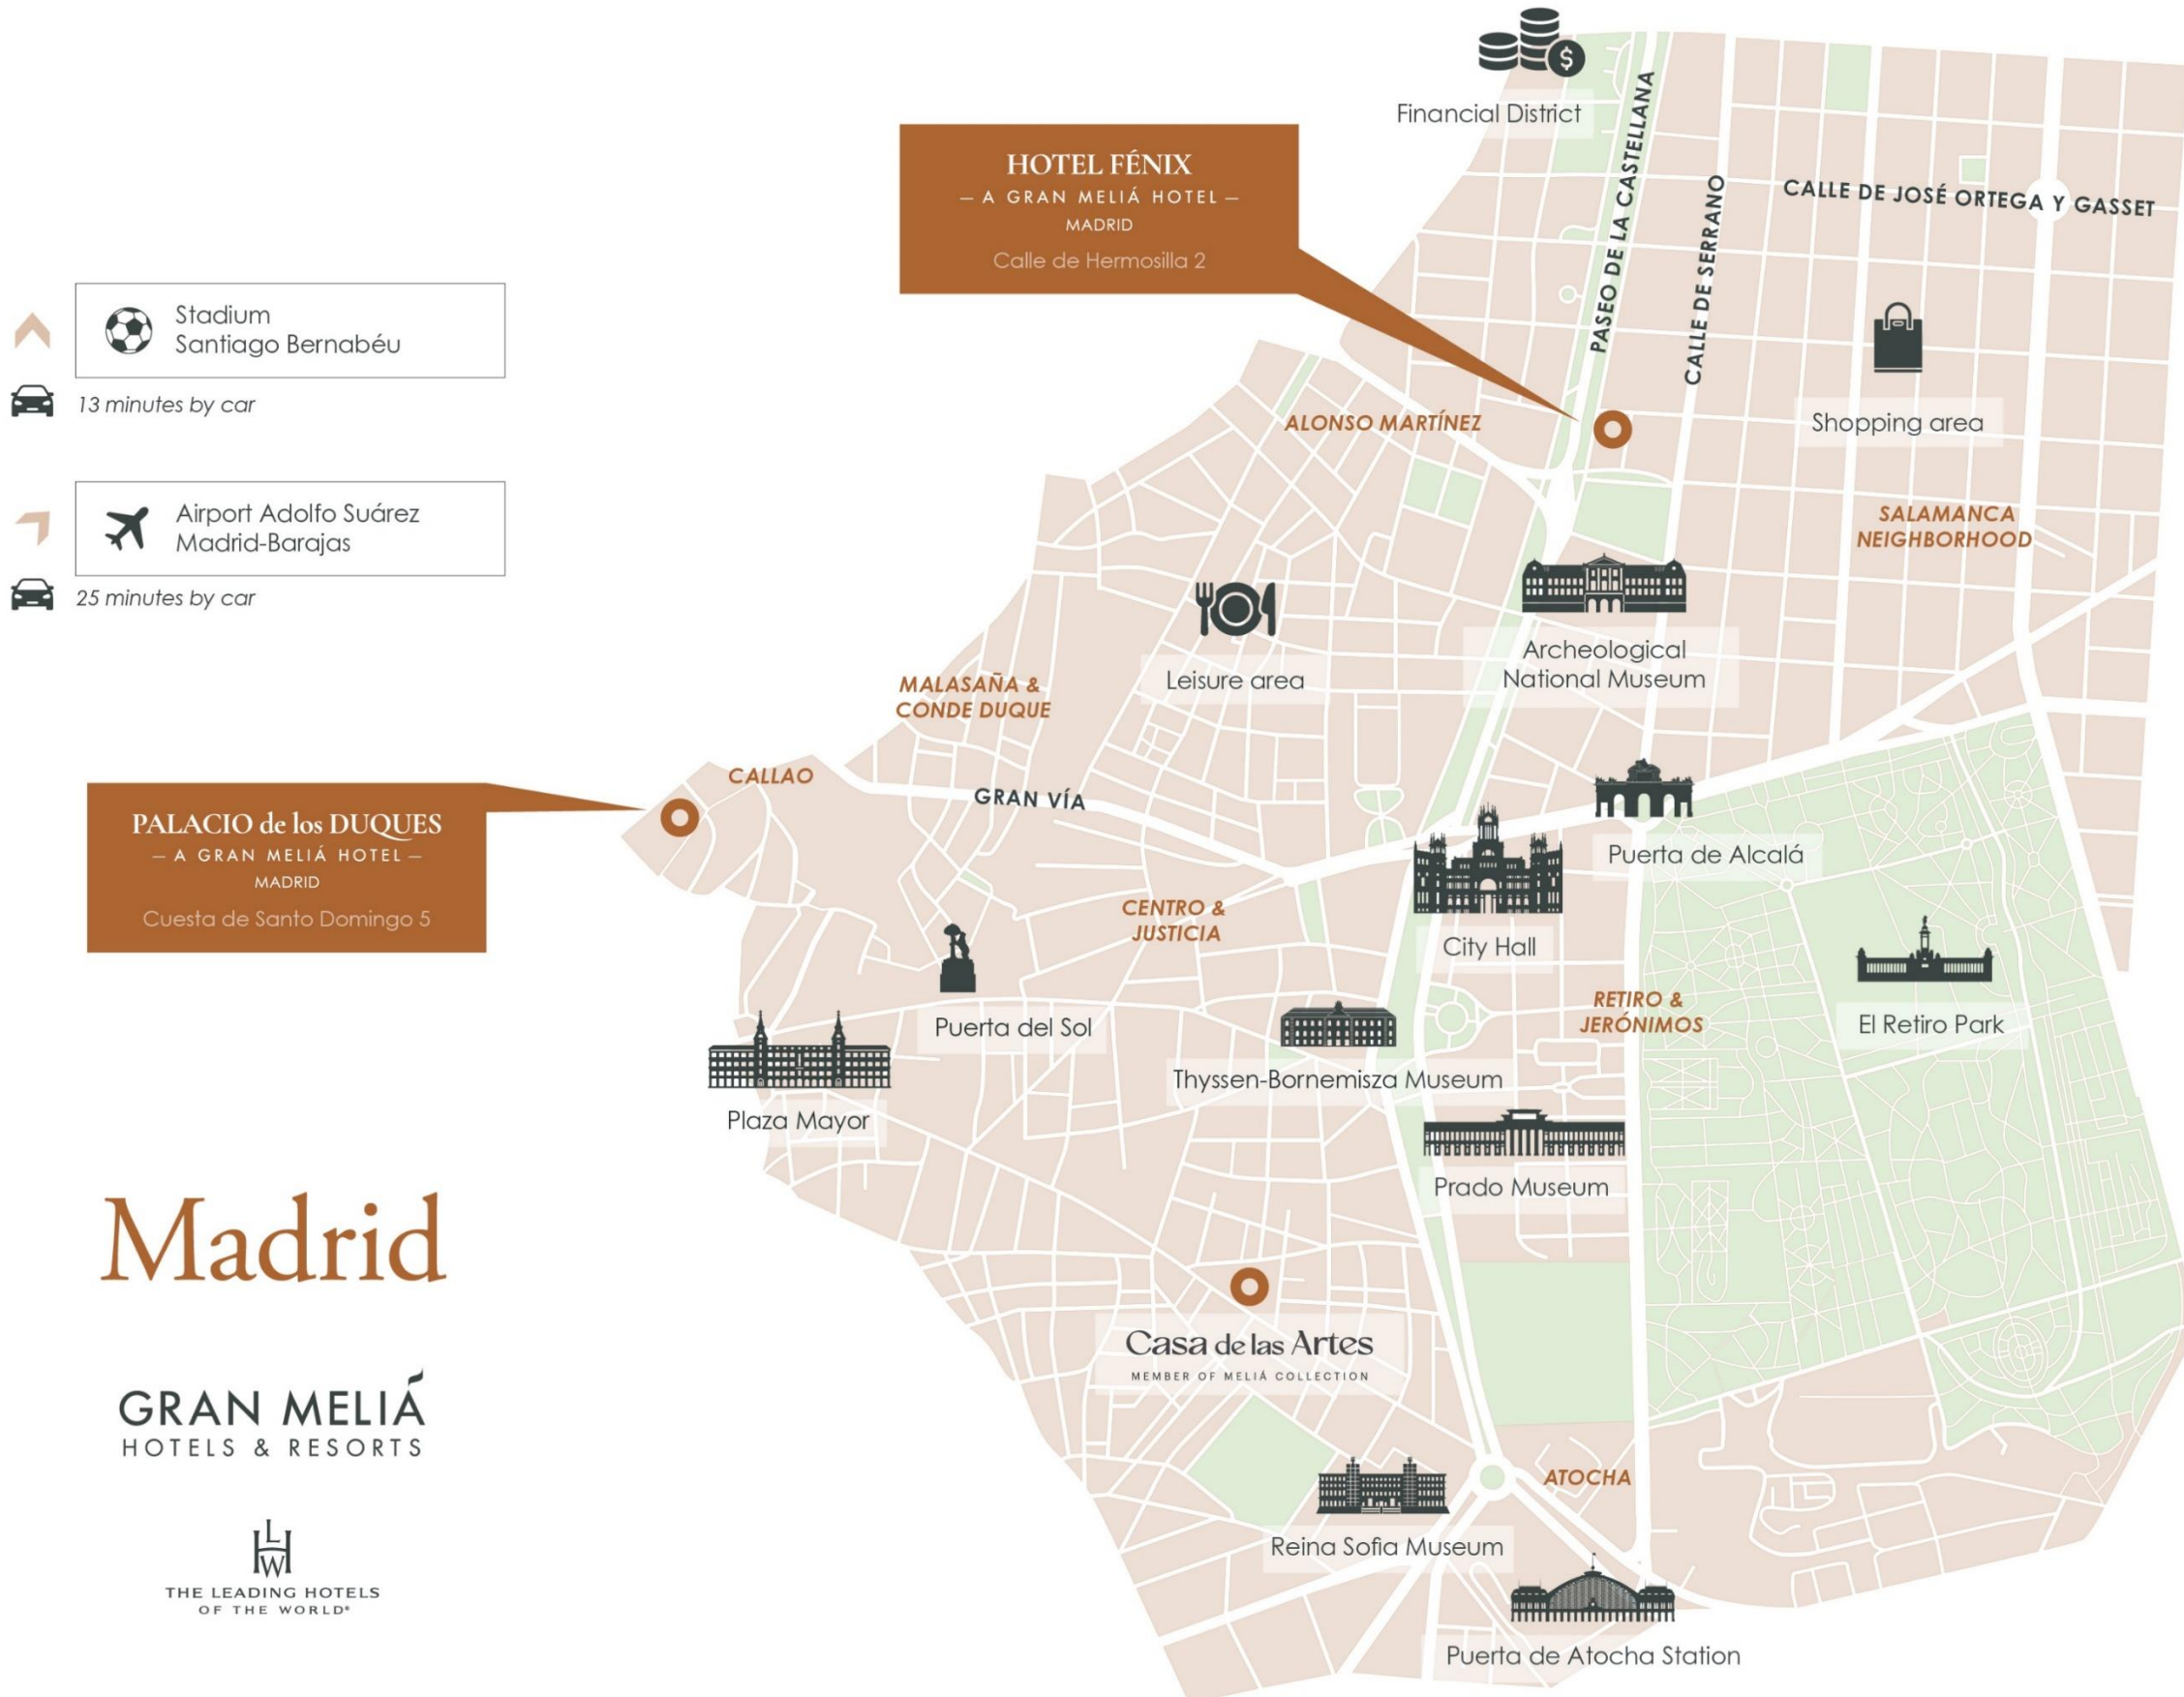 Financial District
HOTEL FÉNIX
– A GRAN MELIÁ HOTEL –
MADRID
Calle de Hermosilla 2
PASEO DE LA CASTELLANA
CALLE DE SERRANO
CALLE DE JOSÉ ORTEGA Y GASSET
Stadium
Santiago Bernabéu
13 minutes by car
Airport Adolfo Suárez
Madrid-Barajas
25 minutes by car
ALONSO MARTÍNEZ
Shopping area
SALAMANCA
NEIGHBORHOOD
Leisure area
Archeological
National Museum
MALASAÑA &
CONDE DUQUE
CALLAO
GRAN VÍA
PALACIO de los DUQUES
– A GRAN MELIÁ HOTEL –
MADRID
Cuesta de Santo Domingo 5
Puerta de Alcalá
CENTRO &
JUSTICIA
City Hall
RETIRO &
JERÓNIMOS
El Retiro Park
Puerta del Sol
Thyssen-Bornemisza Museum
Plaza Mayor
Prado Museum
Madrid
Casa de las Artes
MEMBER OF MELIÁ COLLECTION
GRAN MELIÁ
HOTELS & RESORTS
ATOCHA
Reina Sofia Museum
L
H
W
THE LEADING HOTELS
OF THE WORLD®
Puerta de Atocha Station